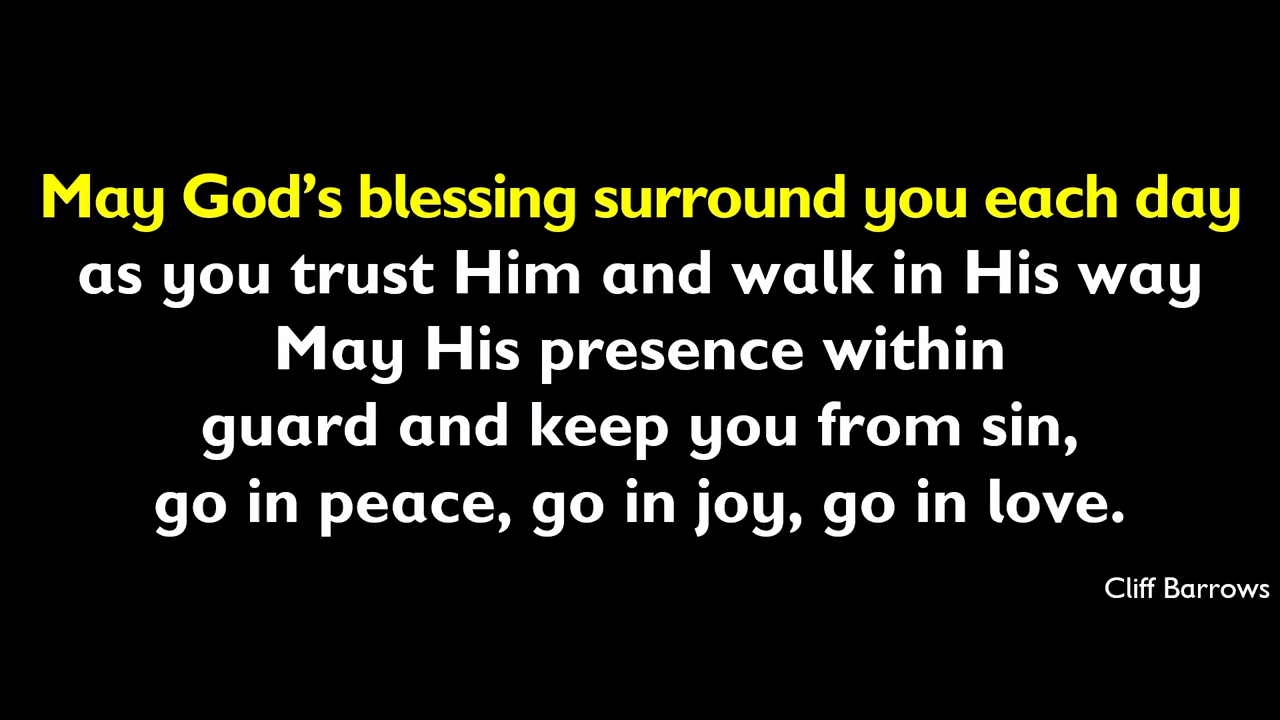 May God’s blessing surround you each day
as you trust Him and walk in His way
May His presence within
guard and keep you from sin,
go in peace, go in joy, go in love.
Cliff Barrows